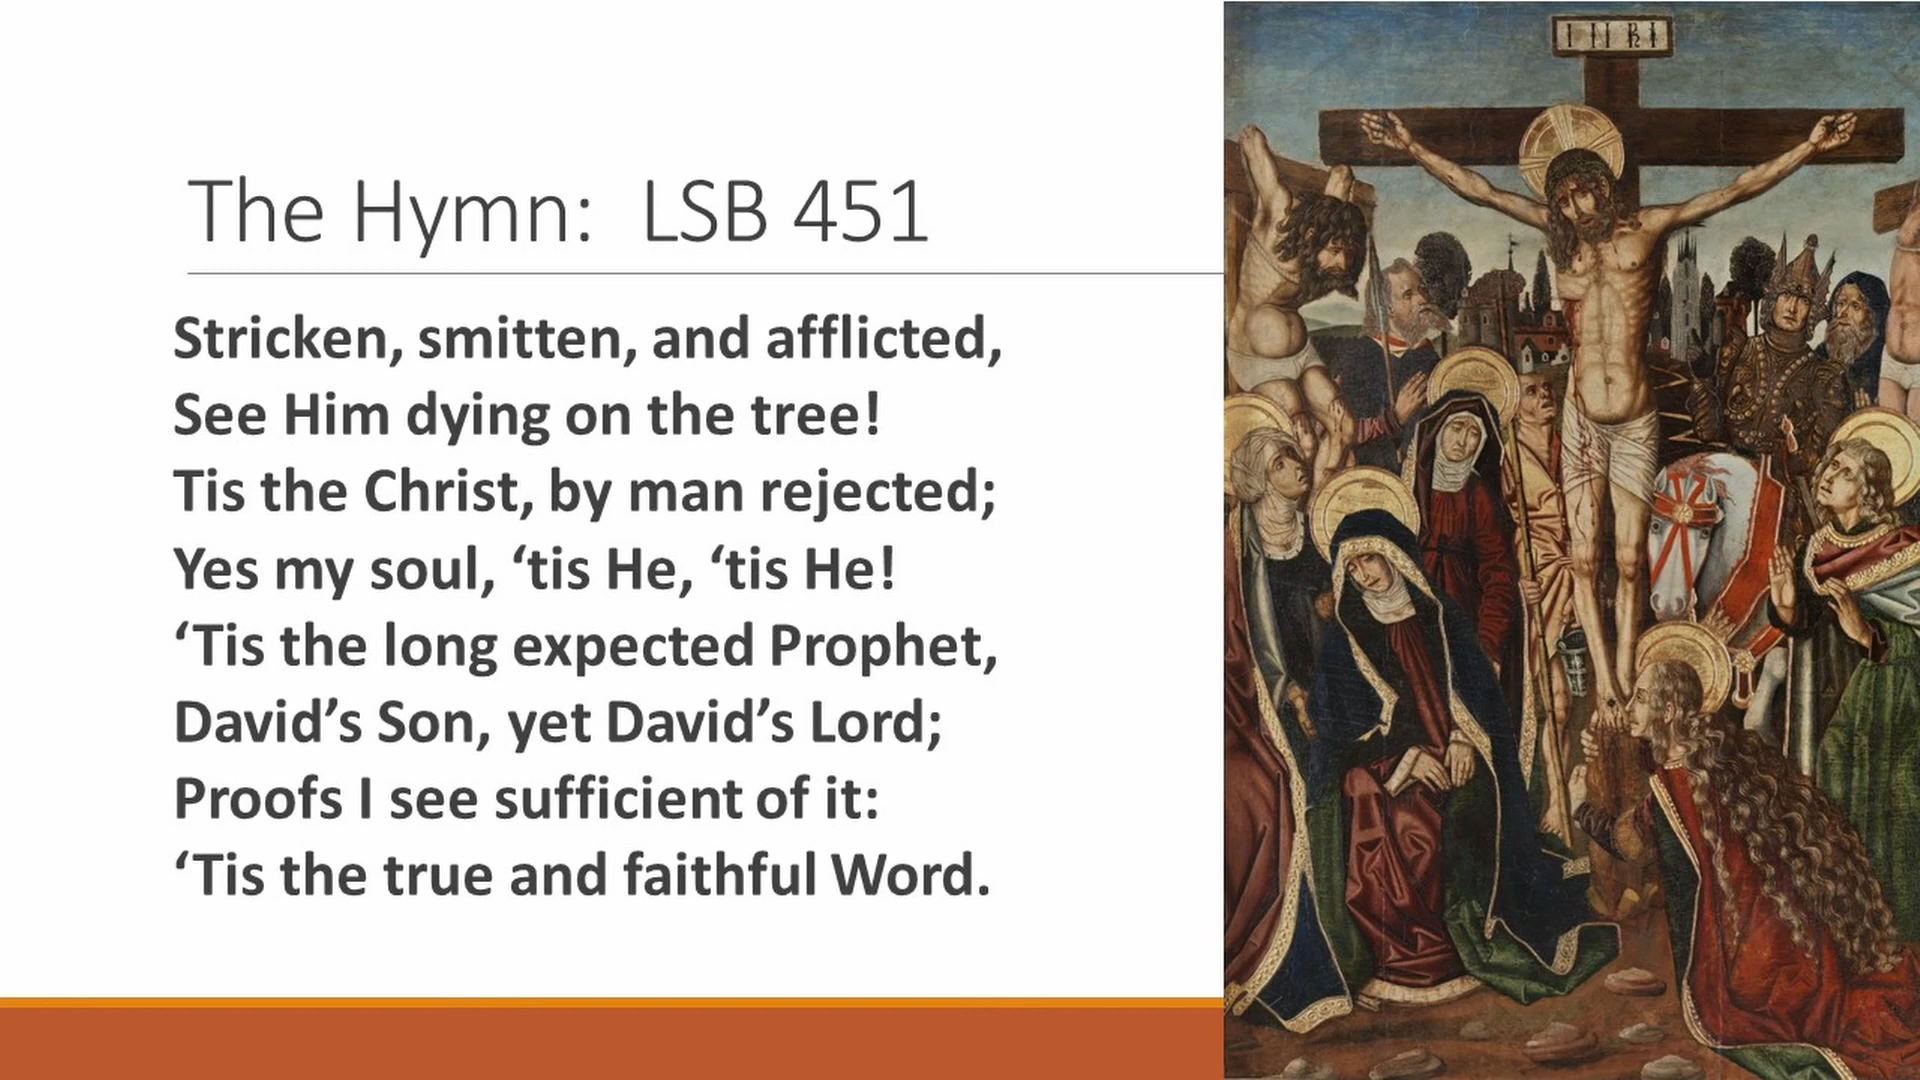 The Hymn: LSB 451
Stricken, smitten, and afflicted,
See Him dying on the tree!
Tis the Christ, by man rejected;
Yes my soul, ‘tis He, ‘tis He!
‘Tis the long expected Prophet,
David’s Son, yet David’s Lord;
Proofs I see sufficient of it:
‘Tis the true and faithful Word.
INRI